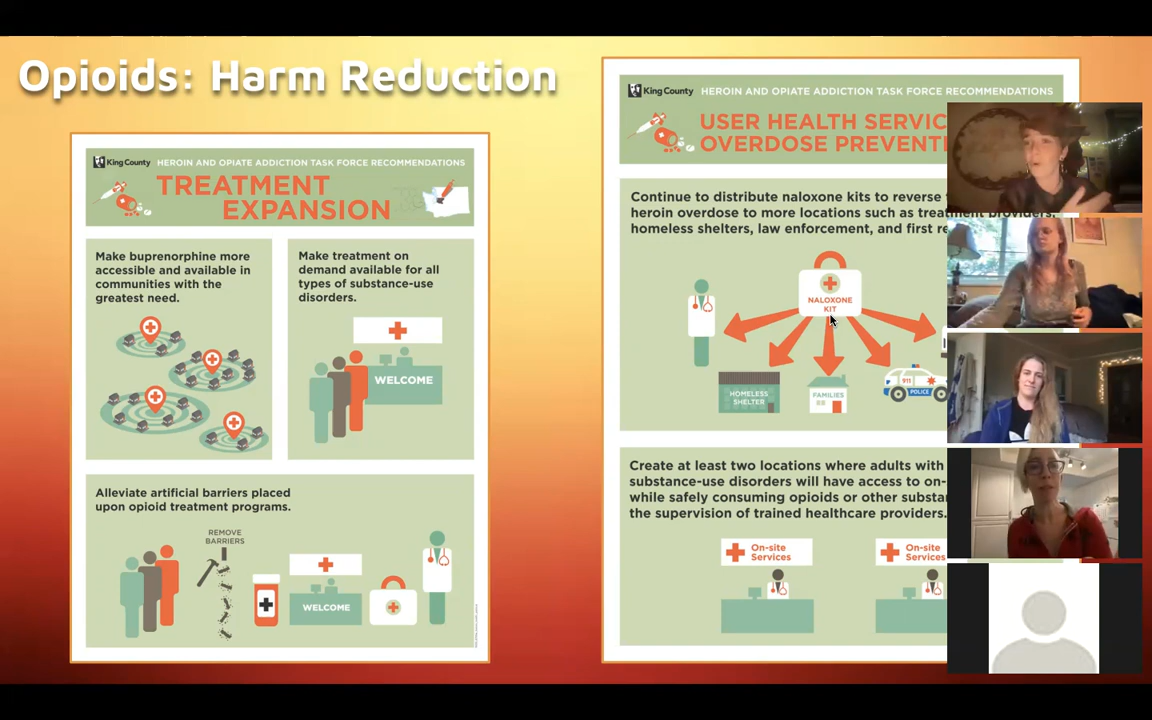 Opioids: Harm Reduction
King County HEROIN AND OPIATE ADDICTION TASK FORCE RECOMMENDATIONS
TREATMENT
EXPANSION
Make buprenorphine more
accessible and available in
communities with the
greatest need.
Make treatment on
demand available for all
types of substance-use
disorders.
WELCOME
Alleviate artificial barriers placed
upon opioid treatment programs.
REMOVE
BARRIERS
WELCOME
King County HEROIN AND OPIATE ADDICTION TASK FORCE RECOMMENDATIONS
USER HEALTH SERVIC
OVERDOSE PREVENT
Continue to distribute naloxone kits to reverse
heroin overdose to more locations such as treatment providers,
homeless shelters, law enforcement, and first re
NALOXONE
KIT
HOMELESS
SHELTER
FAMILIES
911
POLICE
Create at least two locations where adults with
substance-use disorders will have access to on-
while safely consuming opioids or other substan
the supervision of trained healthcare providers.
On-site
Services
On-site
Services